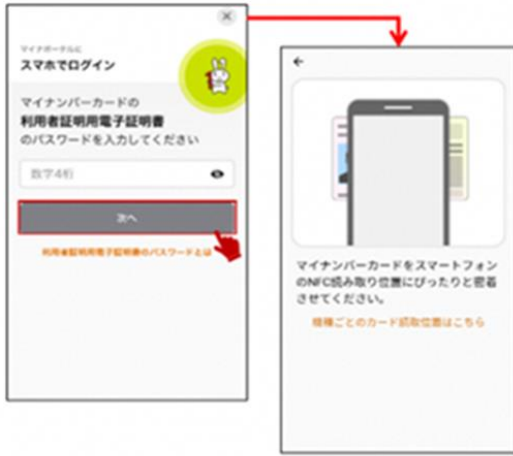 マイナポータルに
スマホでログイン
マイナンバーカードの
利用者証明用電子証明書
のパスワードを入力してください
数字4桁
次へ
利用者証明用電子証明書のパスワードとは
マイナンバーカードをスマートフォン
のNFC読み取り位置にぴったりと密着
させてください。
機種ごとのカード読取位置はこちら